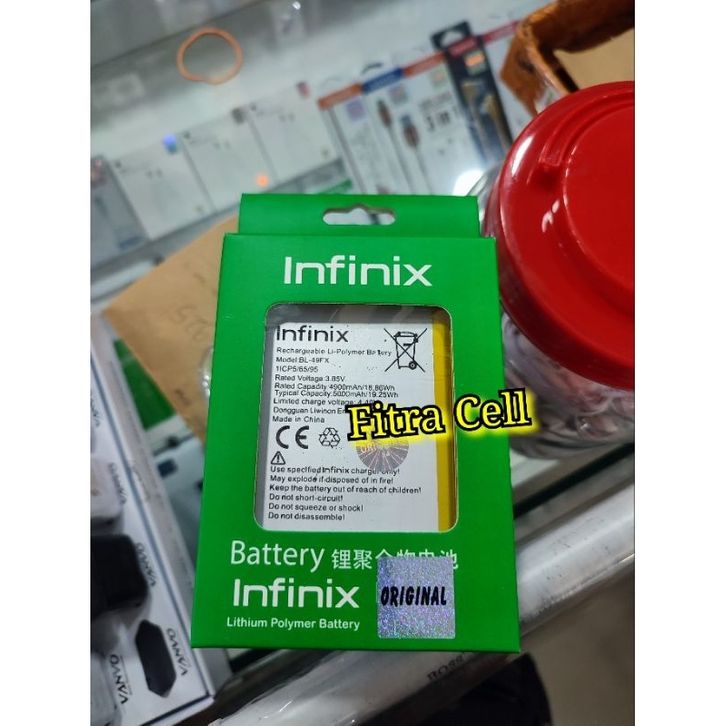 Infinix
Infinix
Rechargeable Li-Polymer Battery
Model:BL-49FX
1ICP5/65/95
Rated Voltage 3.85V
Rated Capacity:4900mAh/18.86Wh
Typical Capacity:5000mAh/19.25Wh
Limited charge voltage:
Dongguan Liwinon
Made in China
Fitra Cell
CE
Use specified Infinix charger only!
May explode if disposed of in fire!
Keep the battery out of reach of children!
Do not short-circuit!
Do not squeeze or shock!
Do not disassemble!
Battery 锂聚合物电池
Infinix
ORIGINAL
Lithium Polymer Battery
VANVO
VANVO